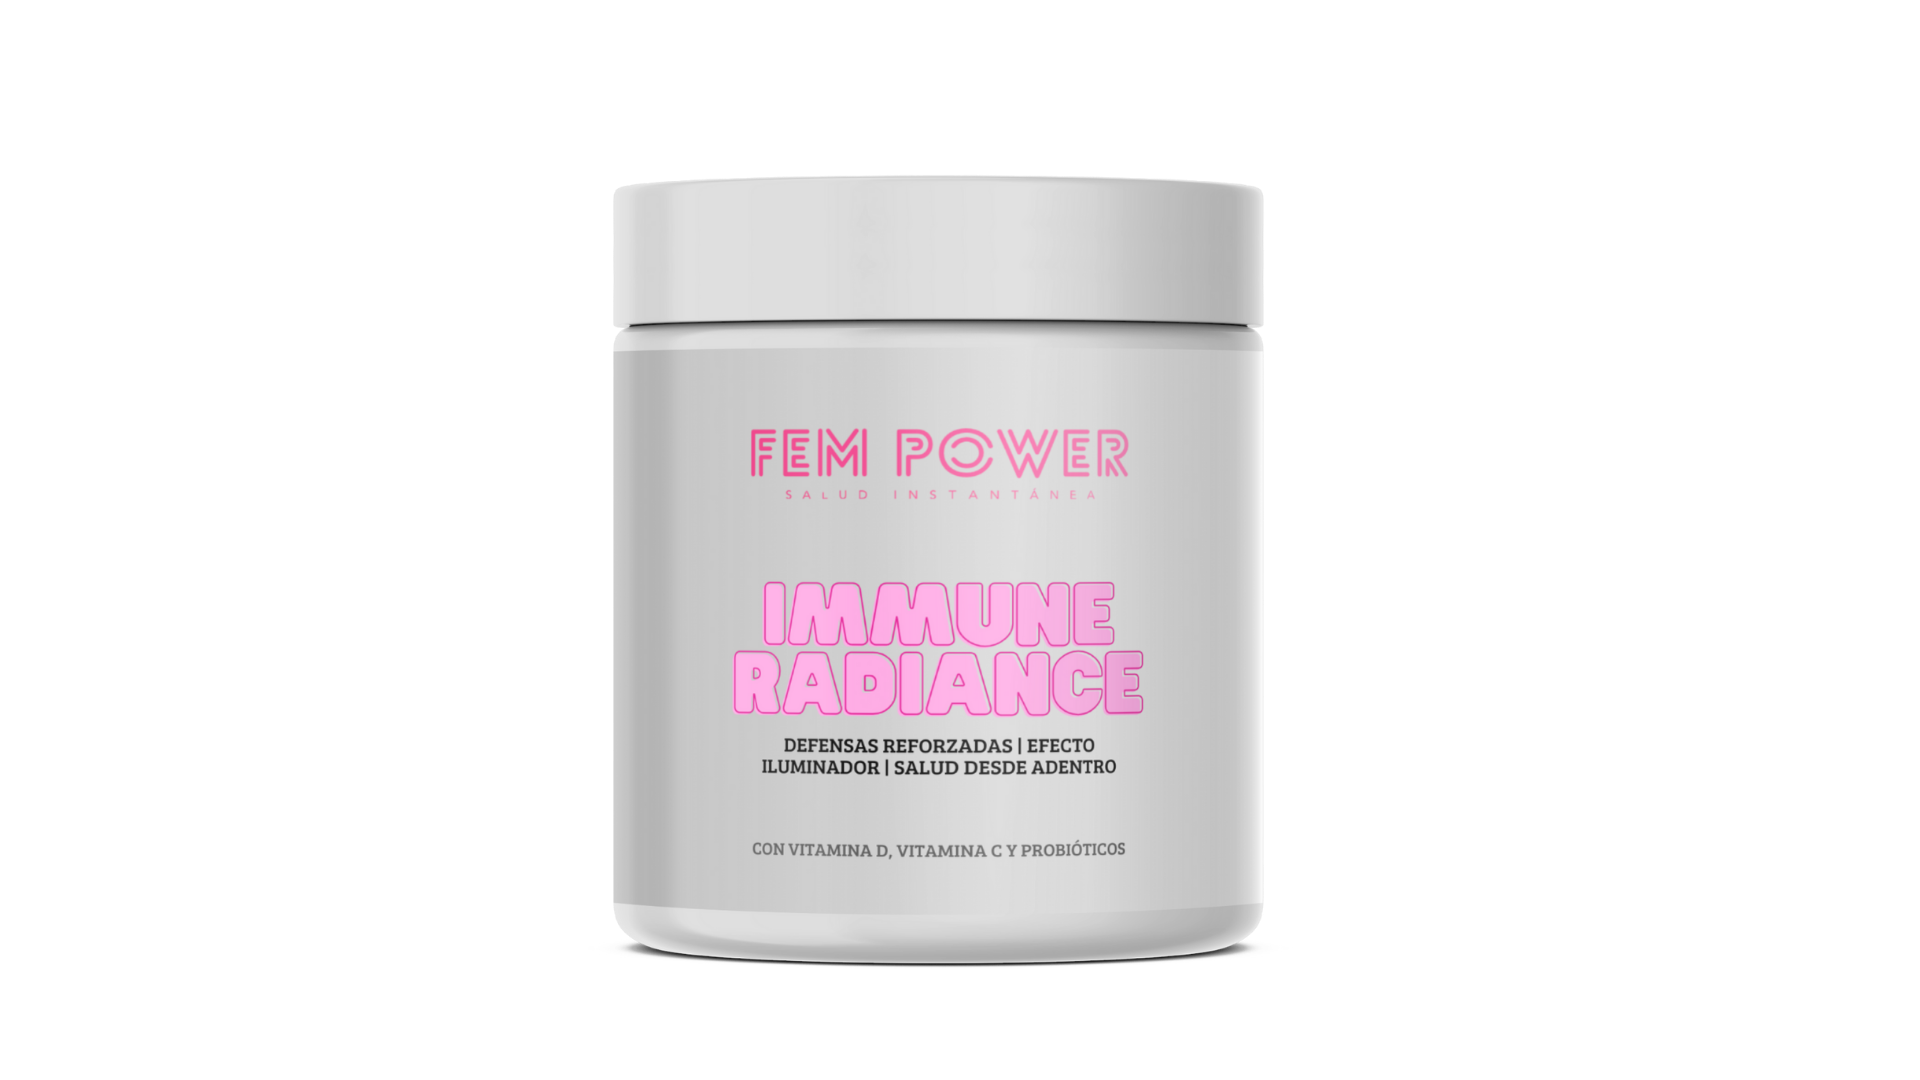 FEM POWER
SALUD INSTANTÁNEA
IMMUNE
RADIANCE
DEFENSAS REFORZADAS | EFECTO
ILUMINADOR | SALUD DESDE ADENTRO
CON VITAMINA D, VITAMINA C Y PROBIÓTICOS